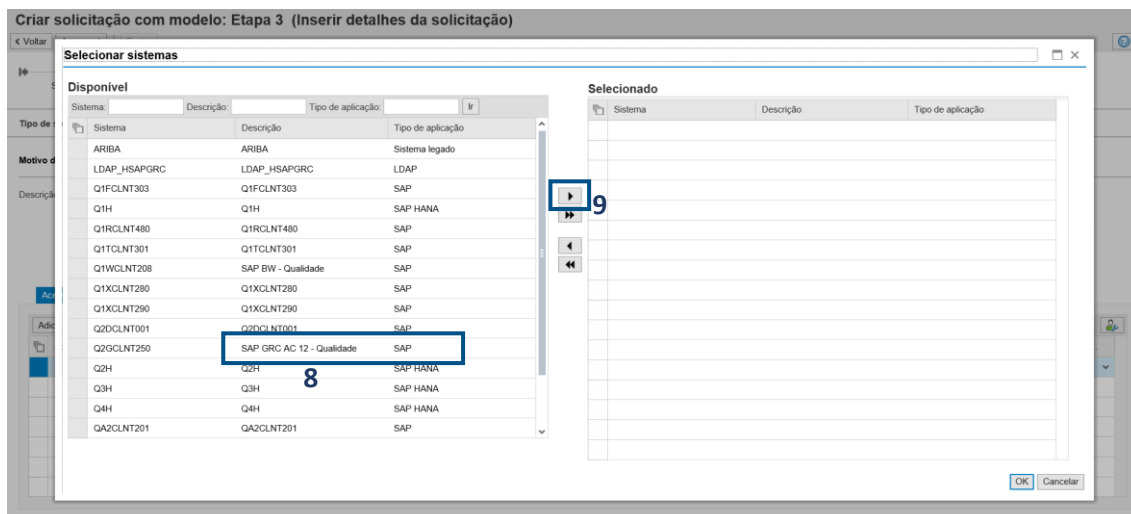 Criar solicitação com modelo: Etapa 3 (Inserir detalhes da solicitação)
Voltar
Selecionar sistemas
Disponível
Selecionado
Sistema: Descrição: Tipo de aplicação: Ir
Sistema Descrição Tipo de aplicação
Sistema Descrição Tipo de aplicação
Tipo de
Motivo d
Descriçã
ARIBA ARIBA Sistema legado
LDAP_HSAPGRC LDAP_HSAPGRC LDAP
Q1FCLNT303 Q1FCLNT303 SAP
9
Q1H Q1H SAP HANA
Q1RCLNT480 Q1RCLNT480 SAP
Q1TCLNT301 Q1TCLNT301 SAP
Q1WCLNT208 SAP BW - Qualidade SAP
Q1XCLNT280 Q1XCLNT280 SAP
Q1XCLNT290 Q1XCLNT290 SAP
Q2DCLNT001 Q2DCLNT001 SAP
Adic
Q2GCLNT250 SAP GRC AC 12 - Qualidade SAP
Q2H Q2H SAP HANA
8
Q3H Q3H SAP HANA
Q4H Q4H SAP HANA
QA2CLNT201 QA2CLNT201 SAP
OK Cancelar